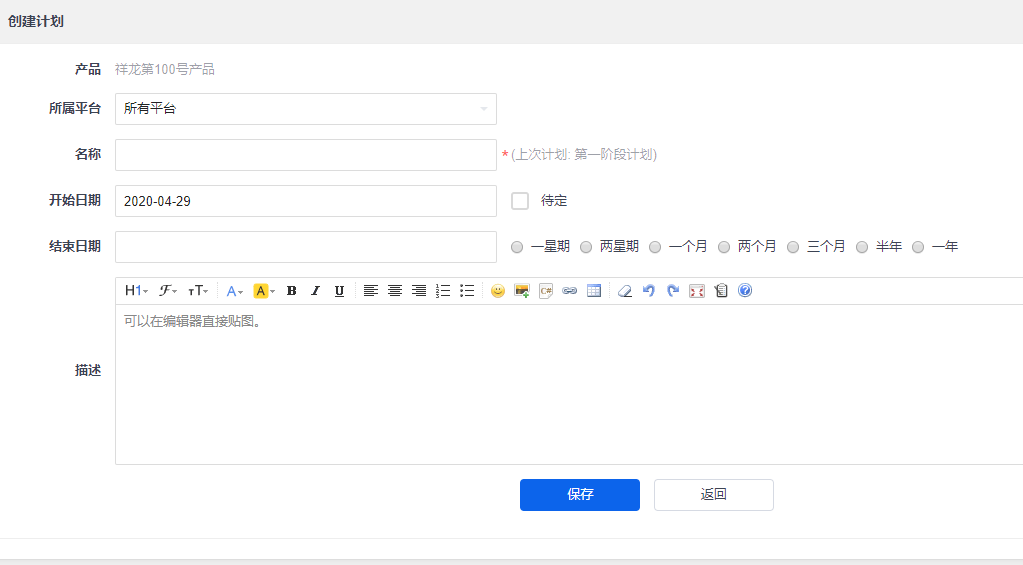 创建计划
产品 祥龙第100号产品
所属平台 所有平台
名称 *(上次计划: 第一阶段计划)
开始日期 2020-04-29 待定
结束日期 一星期 两星期 一个月 两个月 三个月 半年 一年
H1 ℱ тT A A B I U C#
可以在编辑器直接贴图。
描述
保存 返回